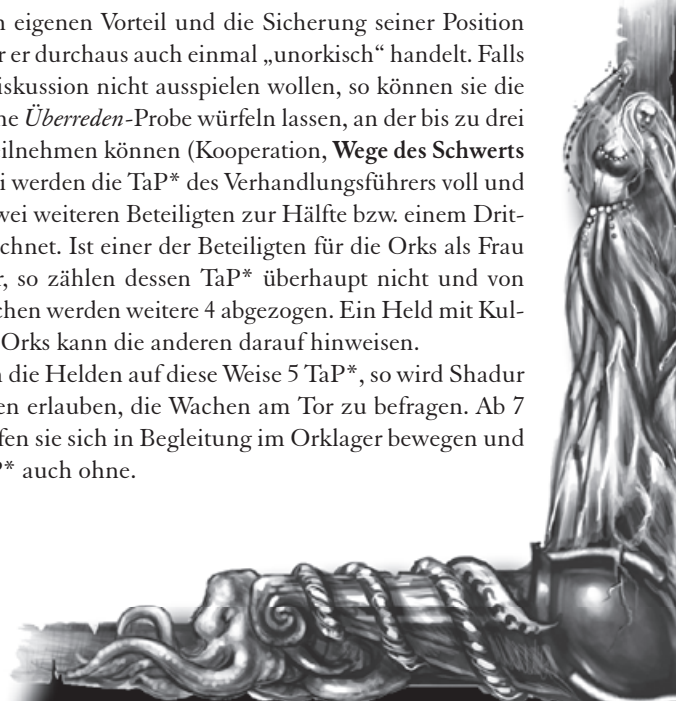 n eigenen Vorteil und die Sicherung seiner Position
r er durchaus auch einmal „unorkisch“ handelt. Falls
iskussion nicht ausspielen wollen, so können sie die
ne Überreden-Probe würfeln lassen, an der bis zu drei
ilnehmen können (Kooperation, Wege des Schwerts
i werden die TaP* des Verhandlungsführers voll und
wei weiteren Beteiligten zur Hälfte bzw. einem Drit-
chnet. Ist einer der Beteiligten für die Orks als Frau
r, so zählen dessen TaP* überhaupt nicht und von
chen werden weitere 4 abgezogen. Ein Held mit Kul-
Orks kann die anderen darauf hinweisen.
n die Helden auf diese Weise 5 TaP*, so wird Shadur
en erlauben, die Wachen am Tor zu befragen. Ab 7
fen sie sich in Begleitung im Orklager bewegen und
P* auch ohne.